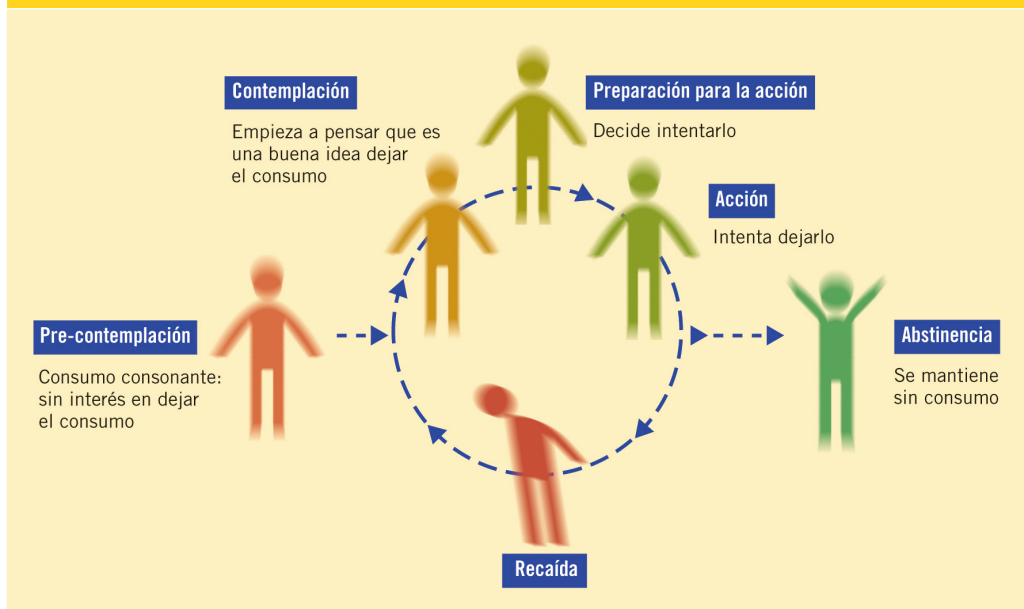 Contemplación
Empieza a pensar que es
una buena idea dejar
el consumo
Preparación para la acción
Decide intentarlo
Acción
Intenta dejarlo
Pre-contemplación
Consumo consonante:
sin interés en dejar
el consumo
Abstinencia
Se mantiene
sin consumo
Recaída